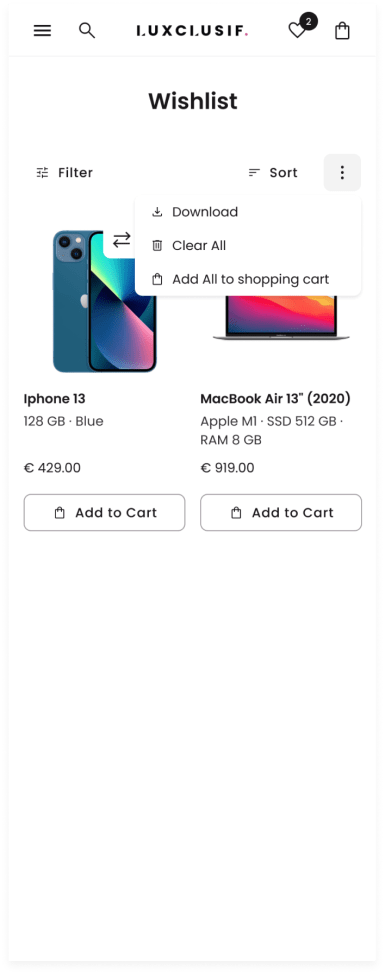 LUXCLUSIF.
2
Wishlist
Filter
Sort
Download
Clear All
Add All to shopping cart
Iphone 13
128 GB · Blue
€ 429.00
Add to Cart
MacBook Air 13" (2020)
Apple M1 · SSD 512 GB ·
RAM 8 GB
€ 919.00
Add to Cart